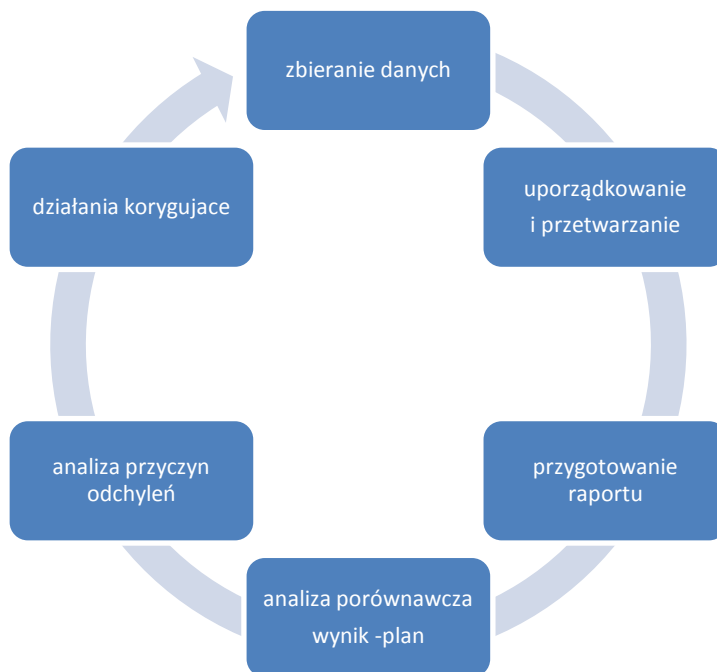 zbieranie danych
uporządkowanie
i przetwarzanie
przygotowanie
raportu
analiza porównawcza
wynik -plan
analiza przyczyn
odchyleń
działania korygujace